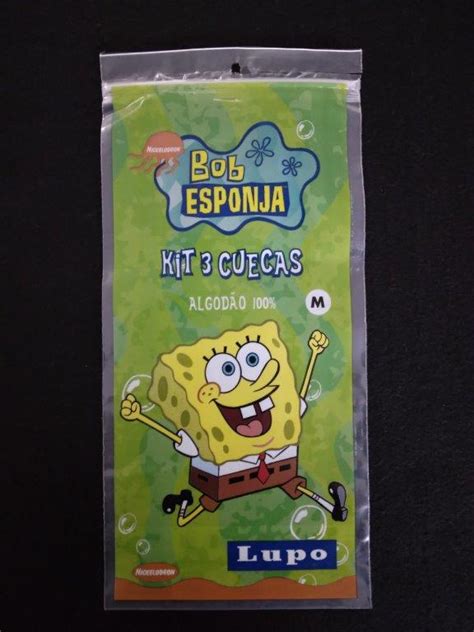 NICKELODEON
Bob
ESPONJA
KIT 3 CUECAS
ALGODÃO 100%
M
Lupo
NICKELODEON